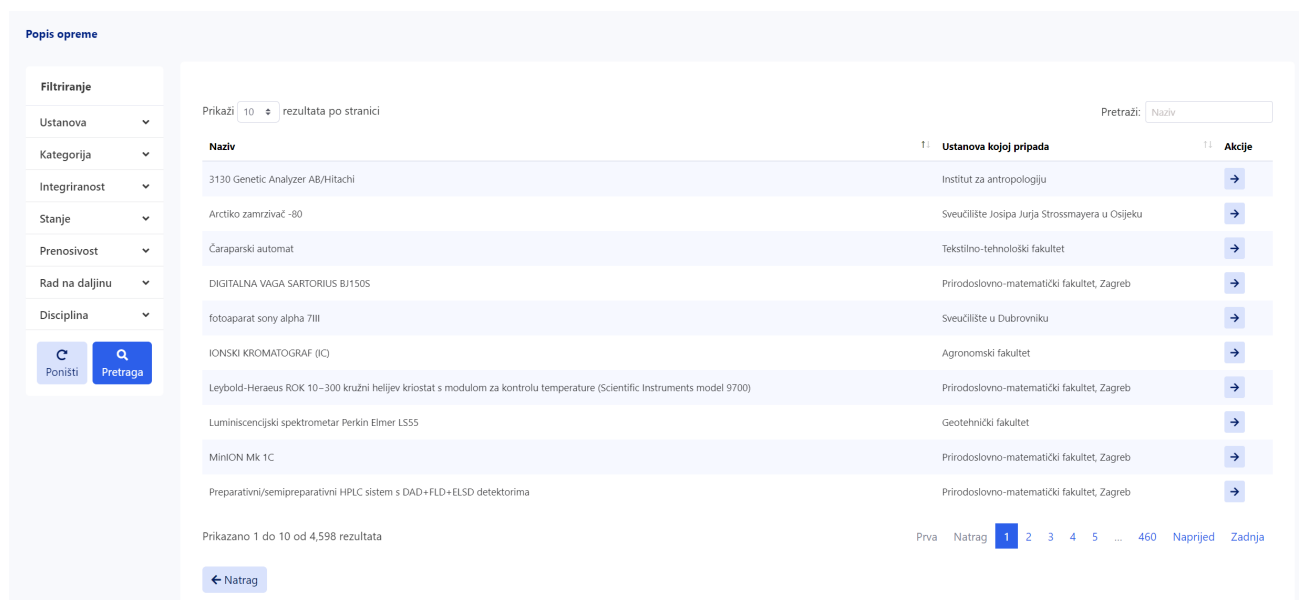 Popis opreme
Filtriranje
Ustanova
Kategorija
Integriranost
Stanje
Prenosivost
Rad na daljinu
Disciplina
Poništi Pretraga
Prikaži 10 rezultata po stranici Pretraži: Naziv
Naziv Ustanova kojoj pripada Akcije
3130 Genetic Analyzer AB/Hitachi Institut za antropologiju
Arctiko zamrzivač -80 Sveučilište Josipa Jurja Strossmayera u Osijeku
Čaraparski automat Tekstilno-tehnološki fakultet
DIGITALNA VAGA SARTORIUS BJ150S Prirodoslovno-matematički fakultet, Zagreb
fotoaparat sony alpha 7III Sveučilište u Dubrovniku
IONSKI KROMATOGRAF (IC) Agronomski fakultet
Leybold-Heraeus ROK 10–300 kružni helijev kriostat s modulom za kontrolu temperature (Scientific Instruments model 9700) Prirodoslovno-matematički fakultet, Zagreb
Luminiscencijski spektrometar Perkin Elmer LS55 Geotehnički fakultet
MinION Mk 1C Prirodoslovno-matematički fakultet, Zagreb
Preparativni/semipreparativni HPLC sistem s DAD+FLD+ELSD detektorima Prirodoslovno-matematički fakultet, Zagreb
Prikazano 1 do 10 od 4,598 rezultata Prva Natrag 1 2 3 4 5 ... 460 Naprijed Zadnja
Natrag